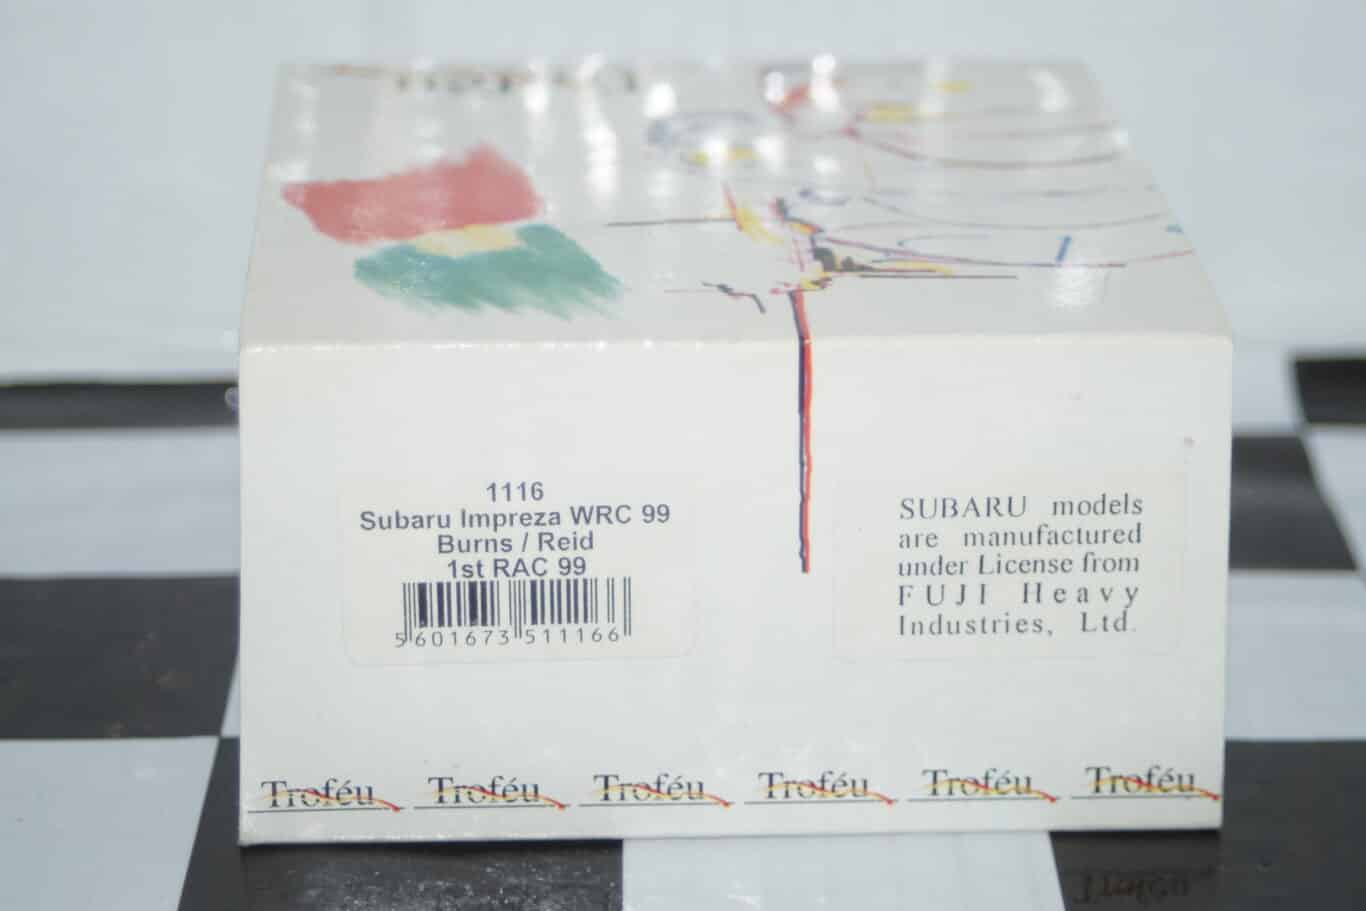 1116
Subaru Impreza WRC 99
Burns / Reid
1st RAC 99
5 601673 511166
SUBARU models
are manufactured
under License from
FUJI Heavy
Industries, Ltd.
Troféu Troféu Troféu Troféu Troféu Troféu